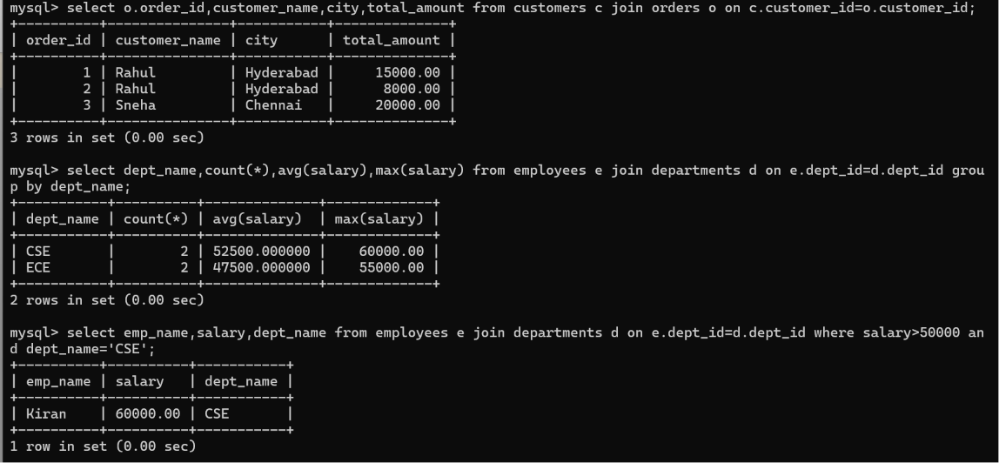 mysql> select o.order_id,customer_name,city,total_amount from customers c join orders o on c.customer_id=o.customer_id;
+----------+---------------+-----------+--------------+
| order_id | customer_name | city      | total_amount |
+----------+---------------+-----------+--------------+
|        1 | Rahul         | Hyderabad |     15000.00 |
|        2 | Rahul         | Hyderabad |      8000.00 |
|        3 | Sneha         | Chennai   |     20000.00 |
+----------+---------------+-----------+--------------+
3 rows in set (0.00 sec)

mysql> select dept_name,count(*),avg(salary),max(salary) from employees e join departments d on e.dept_id=d.dept_id grou
p by dept_name;
+-----------+----------+--------------+-------------+
| dept_name | count(*) | avg(salary)  | max(salary) |
+-----------+----------+--------------+-------------+
| CSE       |        2 | 52500.000000 |    60000.00 |
| ECE       |        2 | 47500.000000 |    55000.00 |
+-----------+----------+--------------+-------------+
2 rows in set (0.00 sec)

mysql> select emp_name,salary,dept_name from employees e join departments d on e.dept_id=d.dept_id where salary>50000 an
d dept_name='CSE';
+----------+----------+-----------+
| emp_name | salary   | dept_name |
+----------+----------+-----------+
| Kiran    | 60000.00 | CSE       |
+----------+----------+-----------+
1 row in set (0.00 sec)